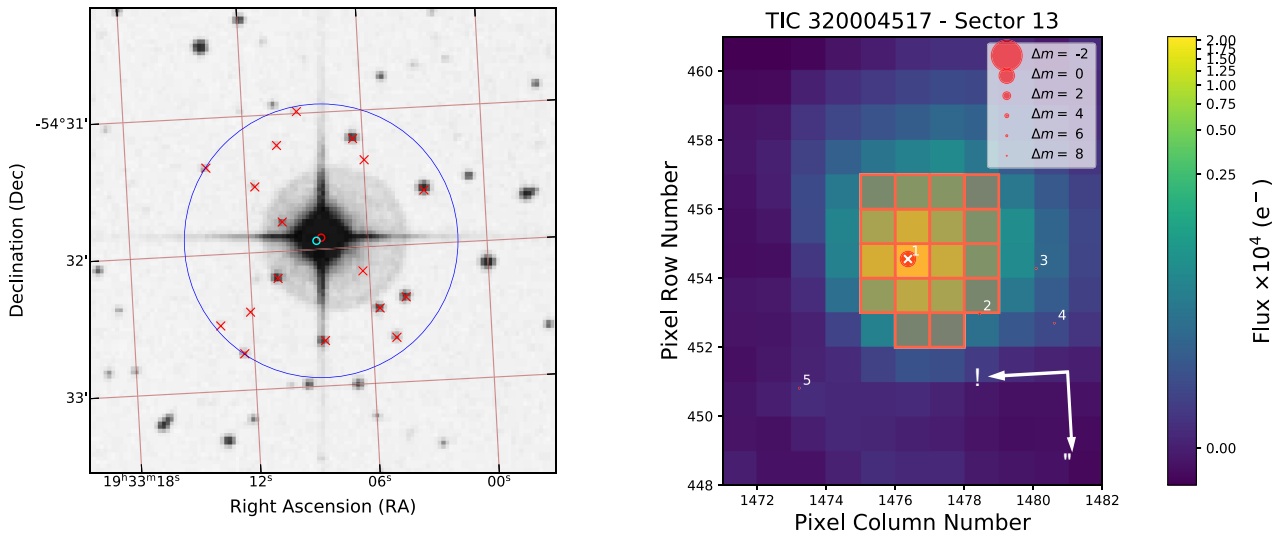 Declination (Dec)
-54°31'
32'
33'
19ʰ33ᵐ18ˢ
12ˢ
06ˢ
00ˢ
Right Ascension (RA)
TIC 320004517 - Sector 13
Pixel Row Number
460
458
456
454
452
450
448
1472
1474
1476
1478
1480
1482
Pixel Column Number
Δm = -2
Δm = 0
Δm = 2
Δm = 4
Δm = 6
Δm = 8
1
2
3
4
5
!
"
2.00
1.75
1.50
1.25
1.00
0.75
0.50
0.25
0.00
Flux ×10⁴ (e⁻)